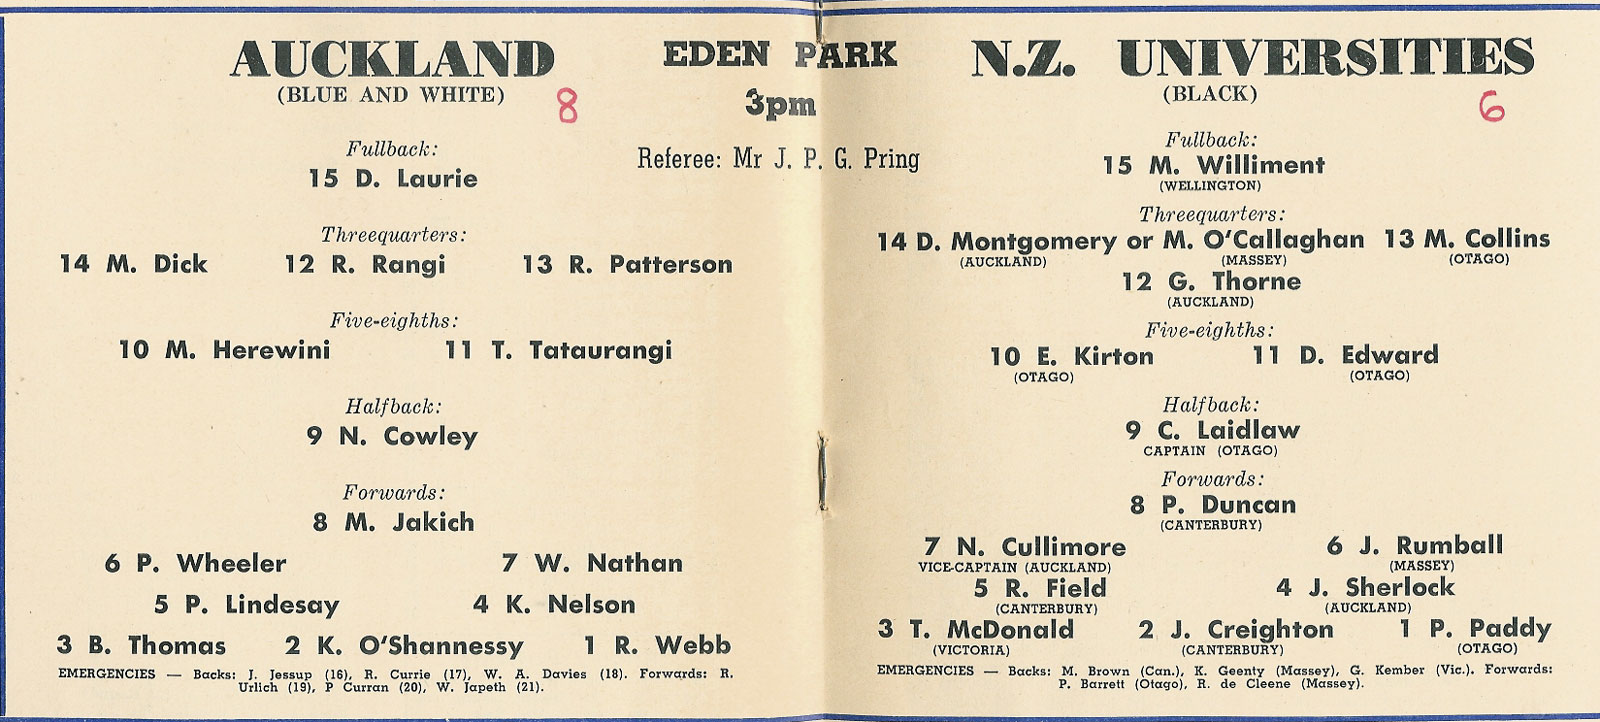 AUCKLAND
(BLUE AND WHITE)
8
Fullback:
15 D. Laurie
Threequarters:
14 M. Dick 12 R. Rangi 13 R. Patterson
Five-eighths:
10 M. Herewini 11 T. Tataurangi
Halfback:
9 N. Cowley
Forwards:
8 M. Jakich
6 P. Wheeler 7 W. Nathan
5 P. Lindesay 4 K. Nelson
3 B. Thomas 2 K. O'Shannessy 1 R. Webb
EMERGENCIES — Backs: J. Jessup (16), R. Currie (17), W. A. Davies (18). Forwards: R.
Urlich (19), P Curran (20), W. Japeth (21).
EDEN PARK
3pm
Referee: Mr J. P. G. Pring
N.Z. UNIVERSITIES
(BLACK)
6
Fullback:
15 M. Williment
(WELLINGTON)
Threequarters:
14 D. Montgomery or M. O'Callaghan 13 M. Collins
(AUCKLAND) (MASSEY) (OTAGO)
12 G. Thorne
(AUCKLAND)
Five-eighths:
10 E. Kirton 11 D. Edward
(OTAGO) (OTAGO)
Halfback:
9 C. Laidlaw
CAPTAIN (OTAGO)
Forwards:
8 P. Duncan
(CANTERBURY)
7 N. Cullimore 6 J. Rumball
VICE-CAPTAIN (AUCKLAND) (MASSEY)
5 R. Field 4 J. Sherlock
(CANTERBURY) (AUCKLAND)
3 T. McDonald 2 J. Creighton 1 P. Paddy
(VICTORIA) (CANTERBURY) (OTAGO)
EMERGENCIES — Backs: M. Brown (Can.), K. Geenty (Massey), G. Kember (Vic.). Forwards:
P. Barrett (Otago), R. de Cleene (Massey).